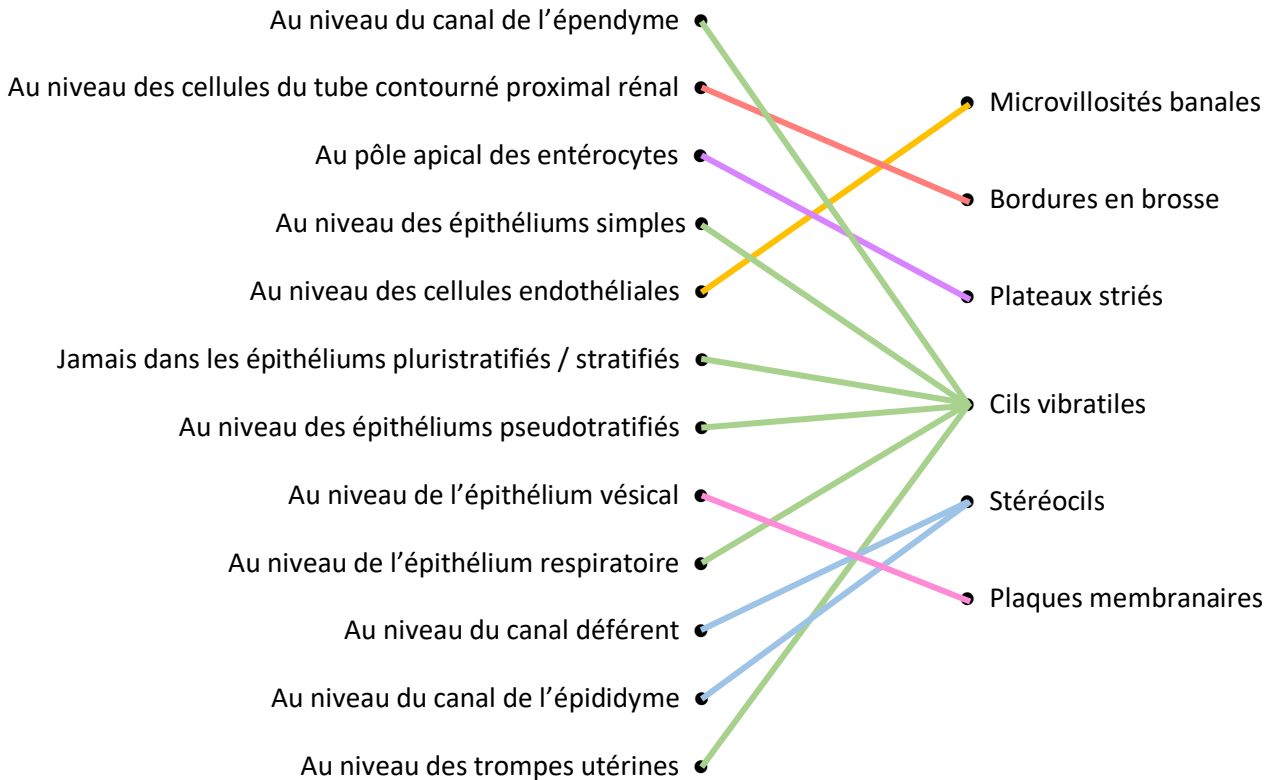 Au niveau du canal de l’épendyme
Au niveau des cellules du tube contourné proximal rénal
Au pôle apical des entérocytes
Au niveau des épithéliums simples
Au niveau des cellules endothéliales
Jamais dans les épithéliums pluristratifiés / stratifiés
Au niveau des épithéliums pseudotratifiés
Au niveau de l’épithélium vésical
Au niveau de l’épithélium respiratoire
Au niveau du canal déférent
Au niveau du canal de l’épididyme
Au niveau des trompes utérines
Microvillosités banales
Bordures en brosse
Plateaux striés
Cils vibratiles
Stéréocils
Plaques membranaires